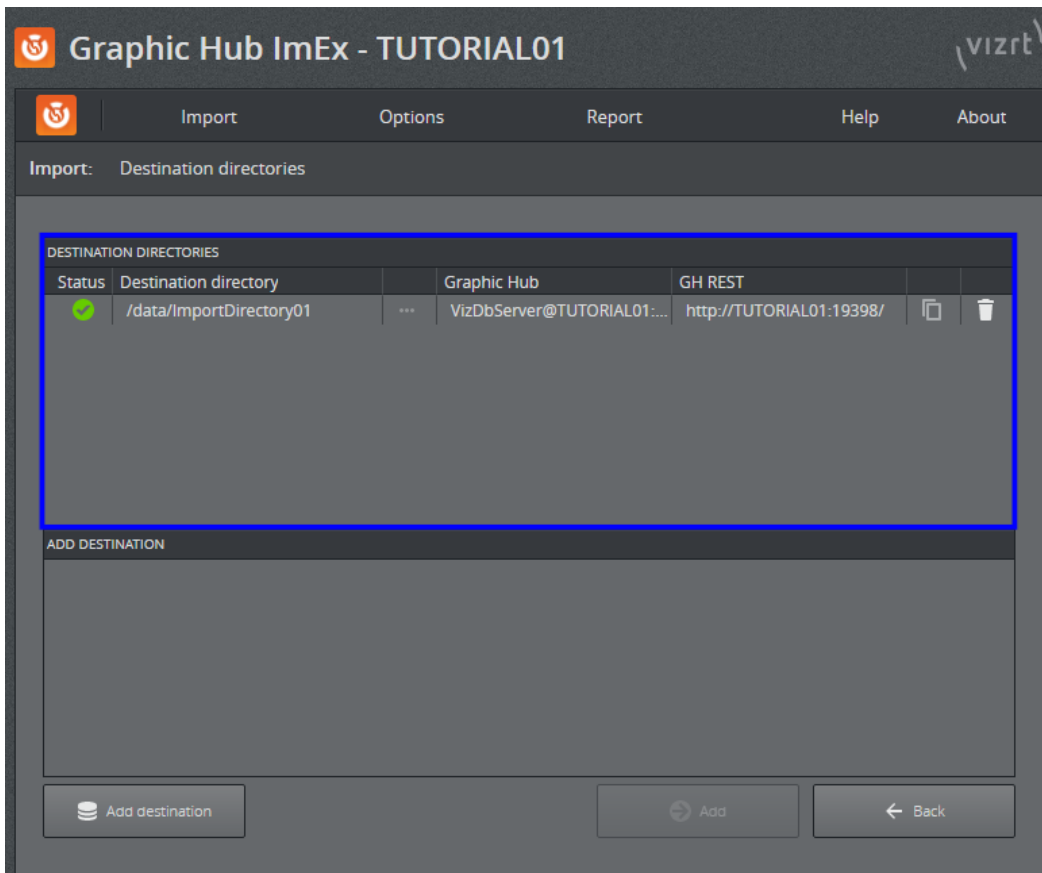 Graphic Hub ImEx - TUTORIAL01
vizrt
Import Options Report Help About
Import: Destination directories
DESTINATION DIRECTORIES
Status Destination directory Graphic Hub GH REST
/data/ImportDirectory01 ... VizDbServer@TUTORIAL01:... http://TUTORIAL01:19398/
ADD DESTINATION
Add destination Add Back